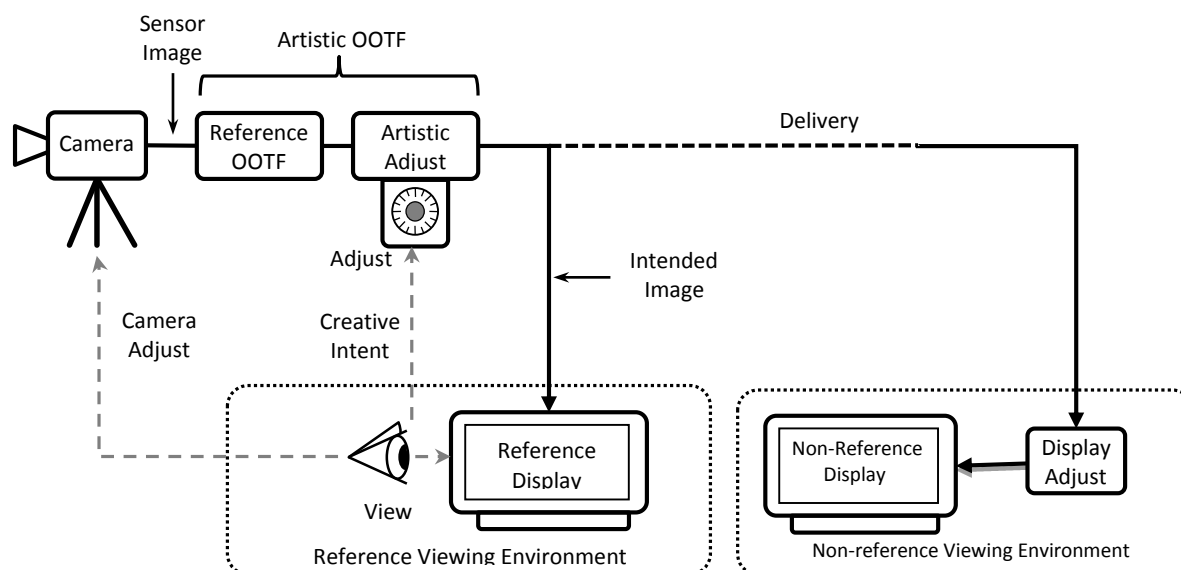 Sensor
Image
Artistic OOTF
Camera
Reference
OOTF
Artistic
Adjust
Delivery
Adjust
Intended
Image
Camera
Adjust
Creative
Intent
Reference
Display
View
Reference Viewing Environment
Non-Reference
Display
Display
Adjust
Non-reference Viewing Environment